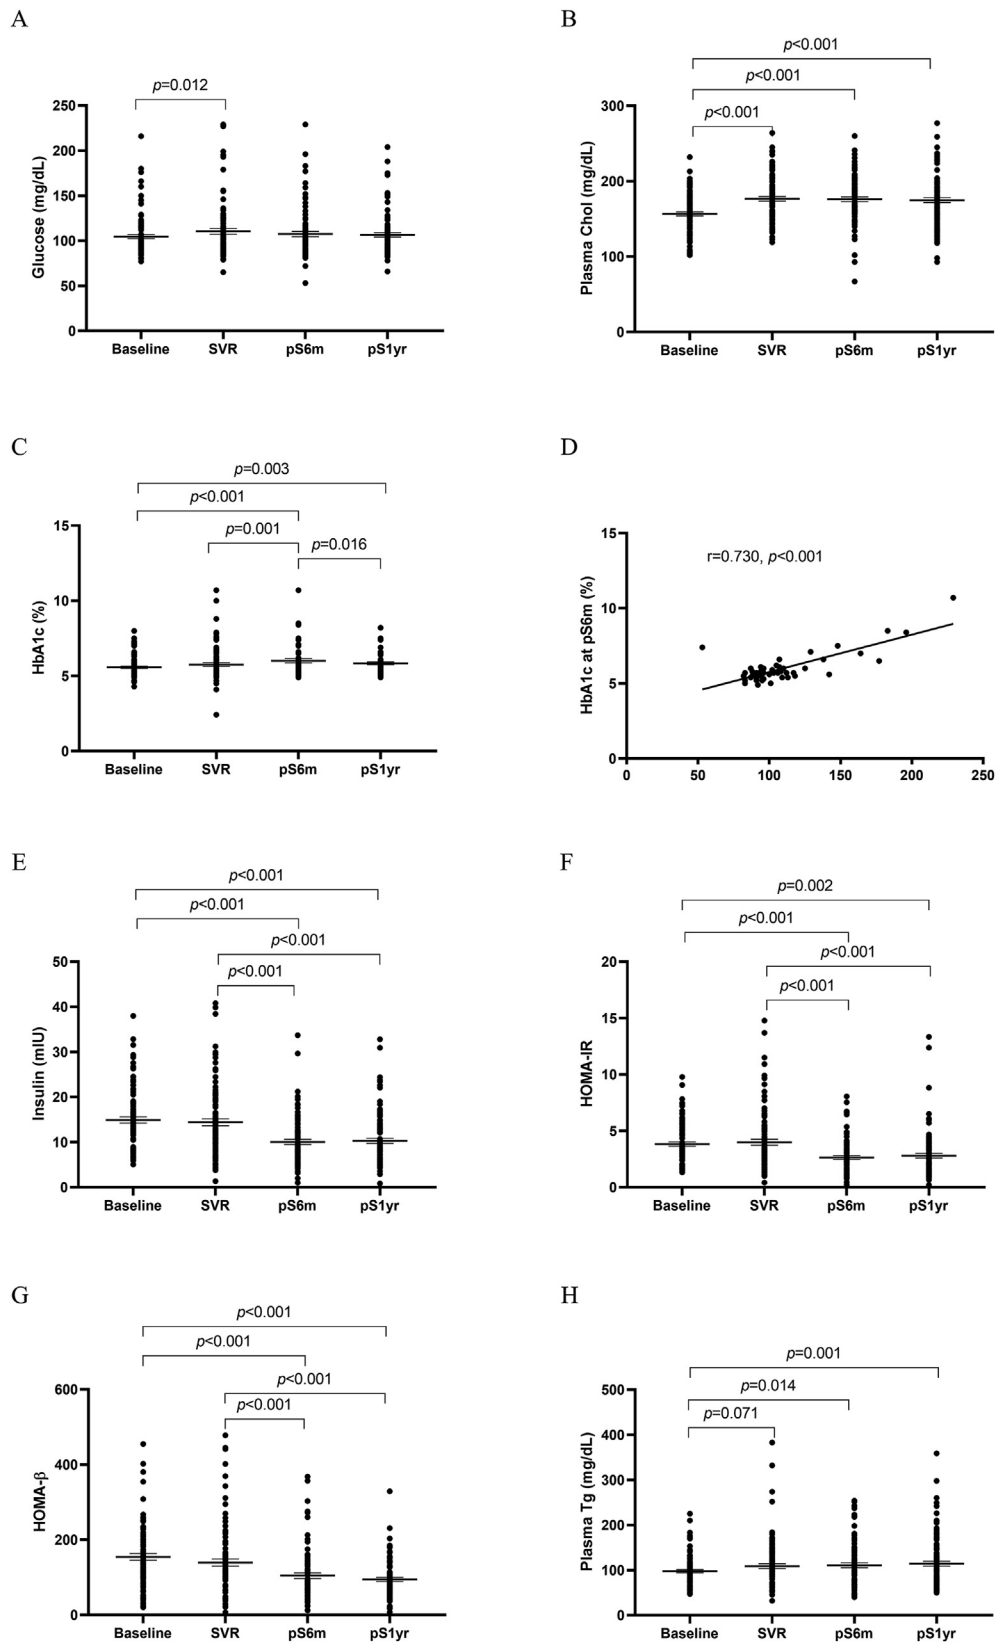 A
p=0.012
250
200
150
100
50
0
Glucose (mg/dL)
Baseline SVR pS6m pS1yr
B
p<0.001
p<0.001
p<0.001
300
200
100
0
Plasma Chol (mg/dL)
Baseline SVR pS6m pS1yr
C
p=0.003
p<0.001
p=0.001
p=0.016
15
10
5
0
HbA1c (%)
Baseline SVR pS6m pS1yr
D
r=0.730, p<0.001
15
10
5
0
HbA1c at pS6m (%)
0 50 100 150 200 250
E
p<0.001
p<0.001
p<0.001
p<0.001
50
40
30
20
10
0
Insulin (mIU)
Baseline SVR pS6m pS1yr
F
p=0.002
p<0.001
p<0.001
p<0.001
20
15
10
5
0
HOMA-IR
Baseline SVR pS6m pS1yr
G
p<0.001
p<0.001
p<0.001
p<0.001
600
400
200
0
HOMA-β
Baseline SVR pS6m pS1yr
H
p=0.001
p=0.014
p=0.071
500
400
300
200
100
0
Plasma Tg (mg/dL)
Baseline SVR pS6m pS1yr